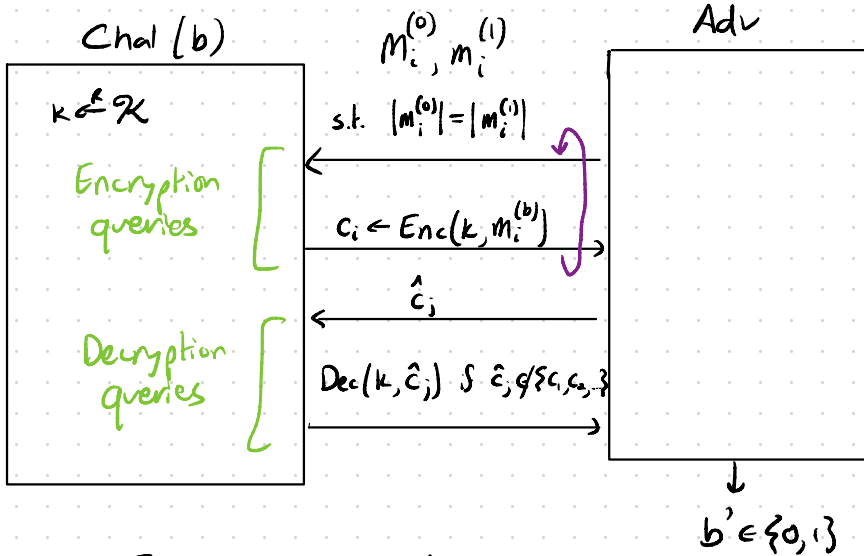 Chal (b)
Adv
m_i^{(0)}, m_i^{(1)}
k ←^R 𝒦
s.t. |m_i^{(0)}| = |m_i^{(1)}|
Encryption
queries
c_i ← Enc(k, m_i^{(b)})
ĉ_j
Decryption
queries
Dec(k, ĉ_j) if ĉ_j ∉ {c_1, c_2, ..}
b' ∈ {0,1}